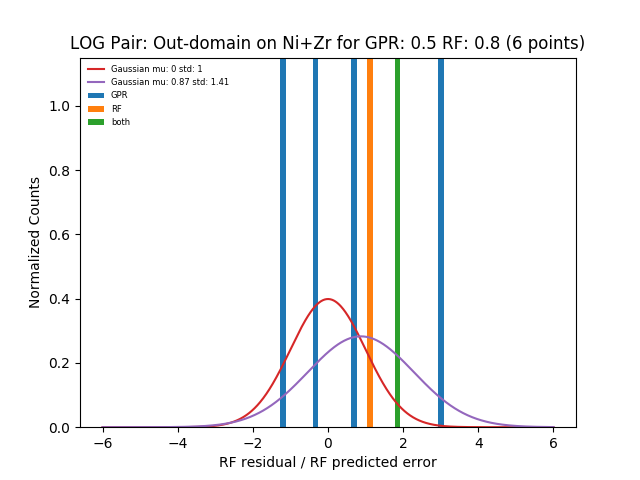 LOG Pair: Out-domain on Ni+Zr for GPR: 0.5 RF: 0.8 (6 points)
Gaussian mu: 0 std: 1
Gaussian mu: 0.87 std: 1.41
GPR
RF
both
1.0
0.8
0.6
0.4
0.2
0.0
Normalized Counts
−6 −4 −2 0 2 4 6
RF residual / RF predicted error